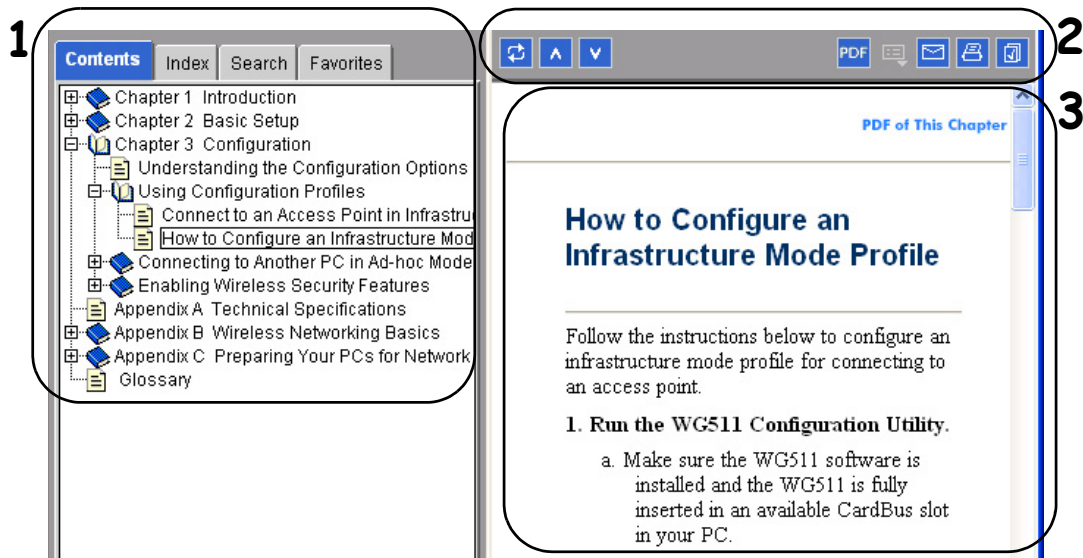 1
Contents Index Search Favorites
Chapter 1 Introduction
Chapter 2 Basic Setup
Chapter 3 Configuration
Understanding the Configuration Options
Using Configuration Profiles
Connect to an Access Point in Infrastru
How to Configure an Infrastructure Mod
Connecting to Another PC in Ad-hoc Mode
Enabling Wireless Security Features
Appendix A Technical Specifications
Appendix B Wireless Networking Basics
Appendix C Preparing Your PCs for Network
Glossary
2
PDF
3
PDF of This Chapter
How to Configure an
Infrastructure Mode Profile
Follow the instructions below to configure an
infrastructure mode profile for connecting to
an access point.
1. Run the WG511 Configuration Utility.
a. Make sure the WG511 software is
installed and the WG511 is fully
inserted in an available CardBus slot
in your PC.